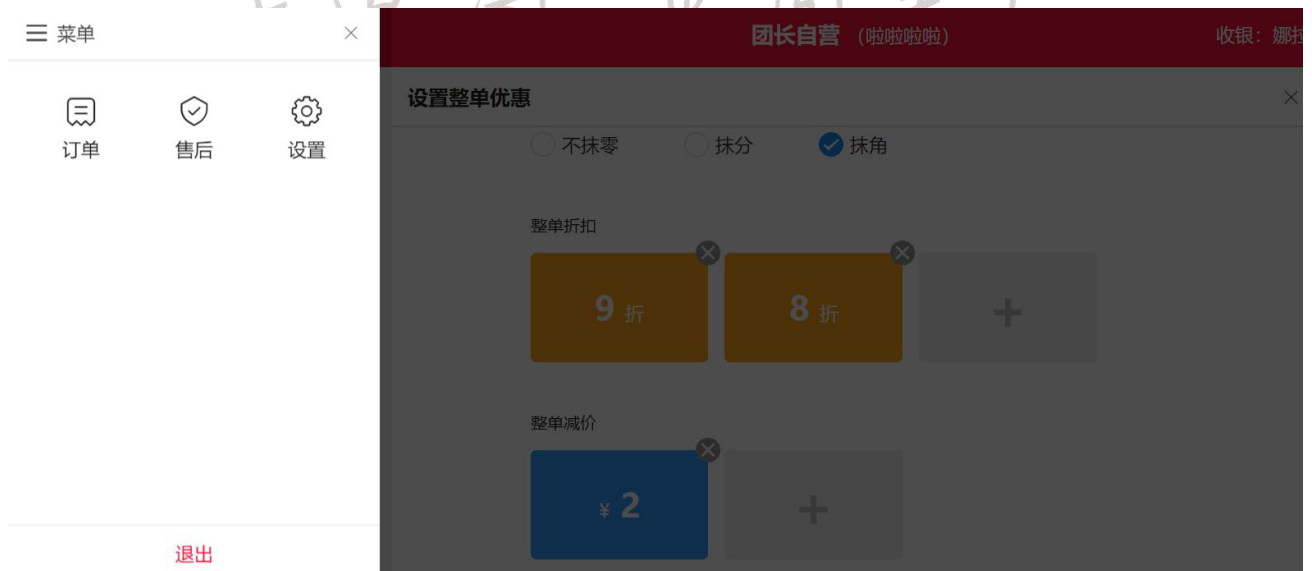 菜单
订单
售后
设置
退出
团长自营 (啦啦啦啦)
收银: 娜拉
设置整单优惠
不抹零
抹分
抹角
整单折扣
9 折
8 折
+
整单减价
¥ 2
+